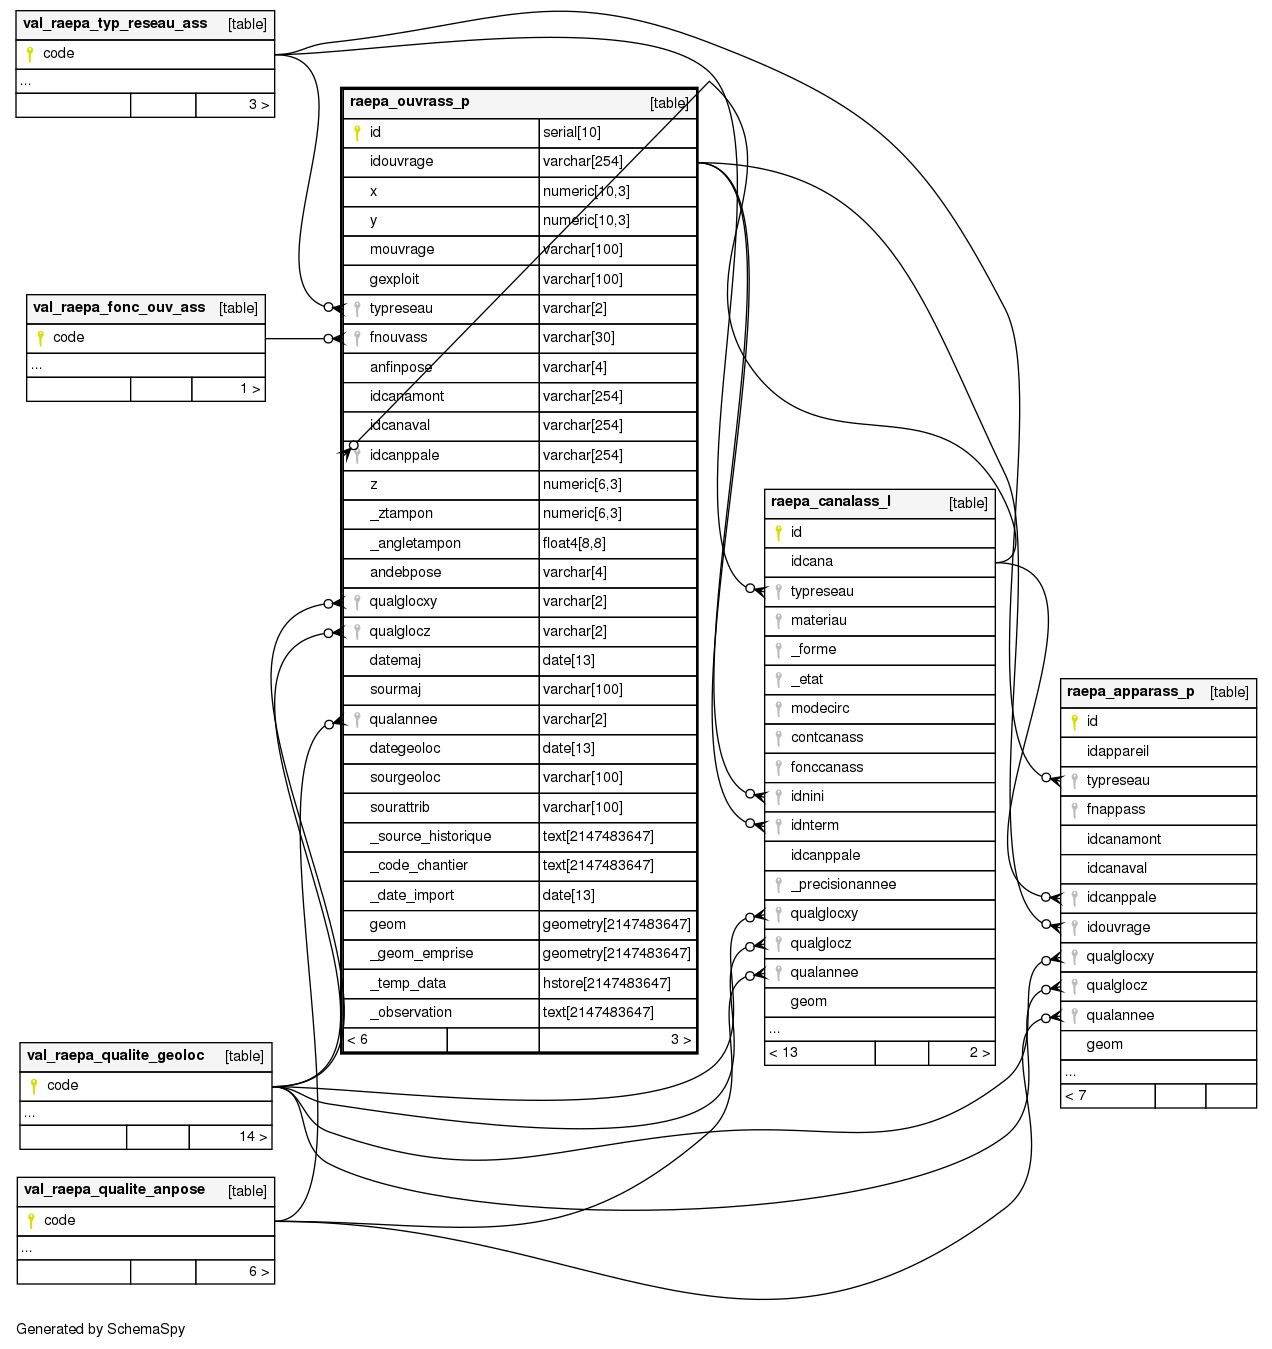 val_raepa_typ_reseau_ass [table]
code
...
3 >
raepa_ouvrass_p [table]
id serial[10]
idouvrage varchar[254]
x numeric[10,3]
y numeric[10,3]
mouvrage varchar[100]
gexploit varchar[100]
typreseau varchar[2]
fnouvass varchar[30]
anfinpose varchar[4]
idcanamont varchar[254]
idcanaval varchar[254]
idcanppale varchar[254]
z numeric[6,3]
_ztampon numeric[6,3]
_angletampon float4[8,8]
andebpose varchar[4]
qualglocxy varchar[2]
qualglocz varchar[2]
datemaj date[13]
sourmaj varchar[100]
qualannee varchar[2]
dategeoloc date[13]
sourgeoloc varchar[100]
sourattrib varchar[100]
_source_historique text[2147483647]
_code_chantier text[2147483647]
_date_import date[13]
geom geometry[2147483647]
_geom_emprise geometry[2147483647]
_temp_data hstore[2147483647]
_observation text[2147483647]
< 6 3 >
val_raepa_fonc_ouv_ass [table]
code
...
1 >
raepa_canalass_l [table]
id
idcana
typreseau
materiau
_forme
_etat
modecirc
contcanass
fonccanass
idnini
idnterm
idcanppale
_precisionannee
qualglocxy
qualglocz
qualannee
geom
...
< 13 2 >
raepa_apparass_p [table]
id
idappareil
typreseau
fnappass
idcanamont
idcanaval
idcanppale
idouvrage
qualglocxy
qualglocz
qualannee
geom
...
< 7
val_raepa_qualite_geoloc [table]
code
...
14 >
val_raepa_qualite_anpose [table]
code
...
6 >
Generated by SchemaSpy